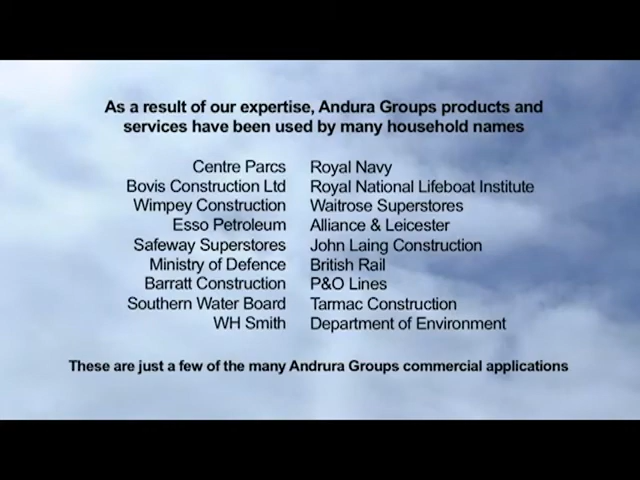 As a result of our expertise, Andura Groups products and
services have been used by many household names
Centre Parcs Royal Navy
Bovis Construction Ltd Royal National Lifeboat Institute
Wimpey Construction Waitrose Superstores
Esso Petroleum Alliance & Leicester
Safeway Superstores John Laing Construction
Ministry of Defence British Rail
Barratt Construction P&O Lines
Southern Water Board Tarmac Construction
WH Smith Department of Environment
These are just a few of the many Andrura Groups commercial applications